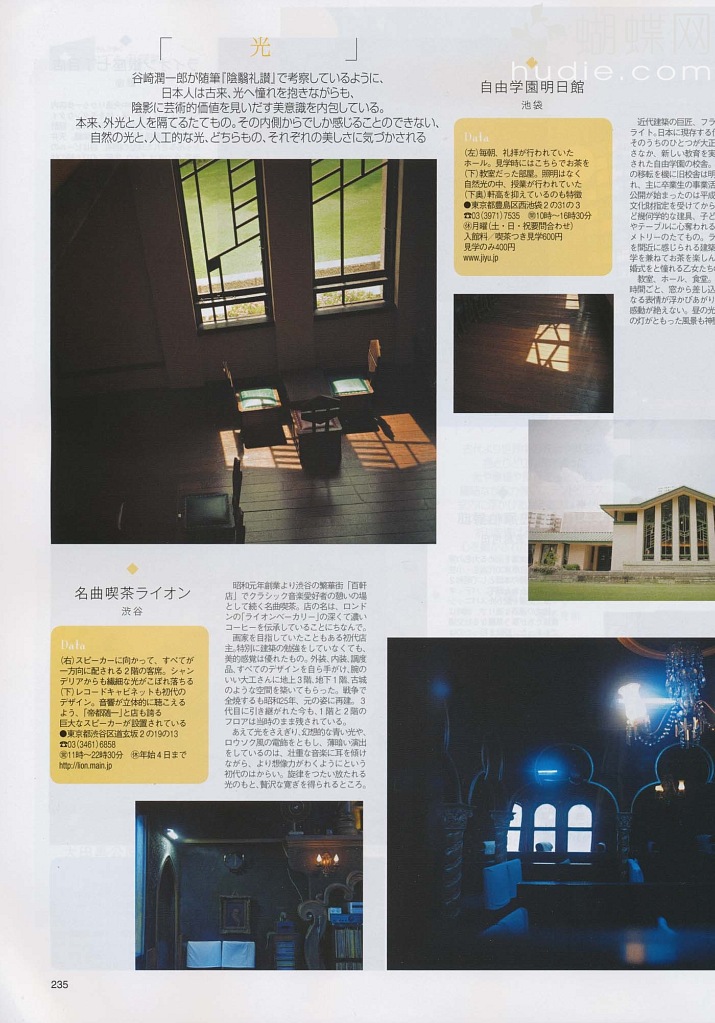 「 光 」
谷崎潤一郎が随筆『陰翳礼讃』で考察しているように、
日本人は古来、光へ憧れを抱きながらも、
陰影に芸術的価値を見いだす美意識を内包している。
本来、外光と人を隔てるたてもの。その内側からでしか感じることのできない、
自然の光と、人工的な光、どちらもの、それぞれの美しさに気づかされる
蝴蝶网
hudie.com
自由学園明日館
池袋
Data
(左)毎朝、礼拝が行われていた
ホール。見学時にはこちらでお茶を
(下)教室だった部屋。照明はなく
自然光の中、授業が行われていた
(下奥)軒高を抑えているのも特徴
●東京都豊島区西池袋2の31の3
☎03(3971)7535 ㊋10時〜16時30分
㊡月曜(土・日・祝要問合わせ)
入館料／喫茶つき見学600円
見学のみ400円
www.jiyu.jp
近代建築の巨匠、フラ
ライト。日本に現存する作
そのうちのひとつが大正
さなか、新しい教育を実
された自由学園の校舎。
の移転を機に旧校舎は明
れ、主に卒業生の事業活
公開が始まったのは平成
文化財指定を受けてから
ど幾何学的な建具、子ど
やテーブルに心奪われる
メトリーのたてもの。ラ
を間近に感じられる建築
学を兼ねてお茶を楽しん
婚式をと憧れる乙女たち
教室、ホール、食堂。
時間ごと、窓から差し込
なる表情が浮かびあがり
感動が絶えない。昼の光
の灯がともった風景も神
名曲喫茶ライオン
渋谷
Data
(右)スピーカーに向かって、すべてが
一方向に配される2階の客席。シャン
デリアからも繊細な光がこぼれ落ちる
(下)レコードキャビネットも初代の
デザイン。音響が立体的に聴こえる
よう、「帝都随一」と店も誇る
巨大なスピーカーが設置されている
●東京都渋谷区道玄坂2の19の13
☎03(3461)6858
㊋11時〜22時30分 ㊡年始4日まで
http://lion.main.jp
昭和元年創業より渋谷の繁華街「百軒
店」でクラシック音楽愛好者の憩いの場
として続く名曲喫茶。店の名は、ロンド
ンの「ライオンベーカリー」の深くて濃い
コーヒーを伝承していることにちなんで。
画家を目指していたこともある初代店
主。特別に建築の勉強をしていなくても、
美的感覚は優れたもの。外装、内装、調度
品、すべてのデザインを自ら手がけ、腕の
いい大工さんに地上3階、地下1階、古城
のような空間を築いてもらった。戦争で
全焼するも昭和25年、元の姿に再建。3
代目に引き継がれた今も、1階と2階の
フロアは当時のまま残されている。
あえて光をさえぎり、幻想的な青い光や、
ロウソク風の電飾をともし、薄暗い演出
をしているのは、壮重な音楽に耳を傾け
ながら、より想像力がわくようにという
初代のはからい。旋律をつたい放たれる
光のもと、贅沢な寛ぎを得られるところ。
235